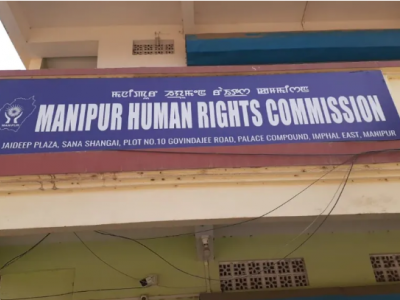 MANIPUR HUMAN RIGHTS COMMISSION
JAIDEEP PLAZA, SANA SHANGAI, PLOT NO.10 GOVINDAJEE ROAD, PALACE COMPOUND, IMPHAL EAST, MANIPUR